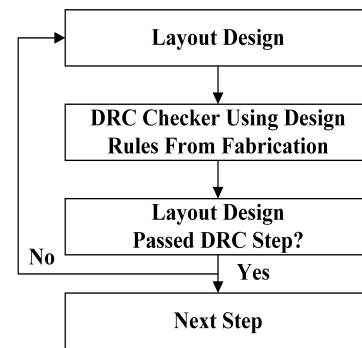 Layout Design
DRC Checker Using Design
Rules From Fabrication
Layout Design
Passed DRC Step?
No
Yes
Next Step